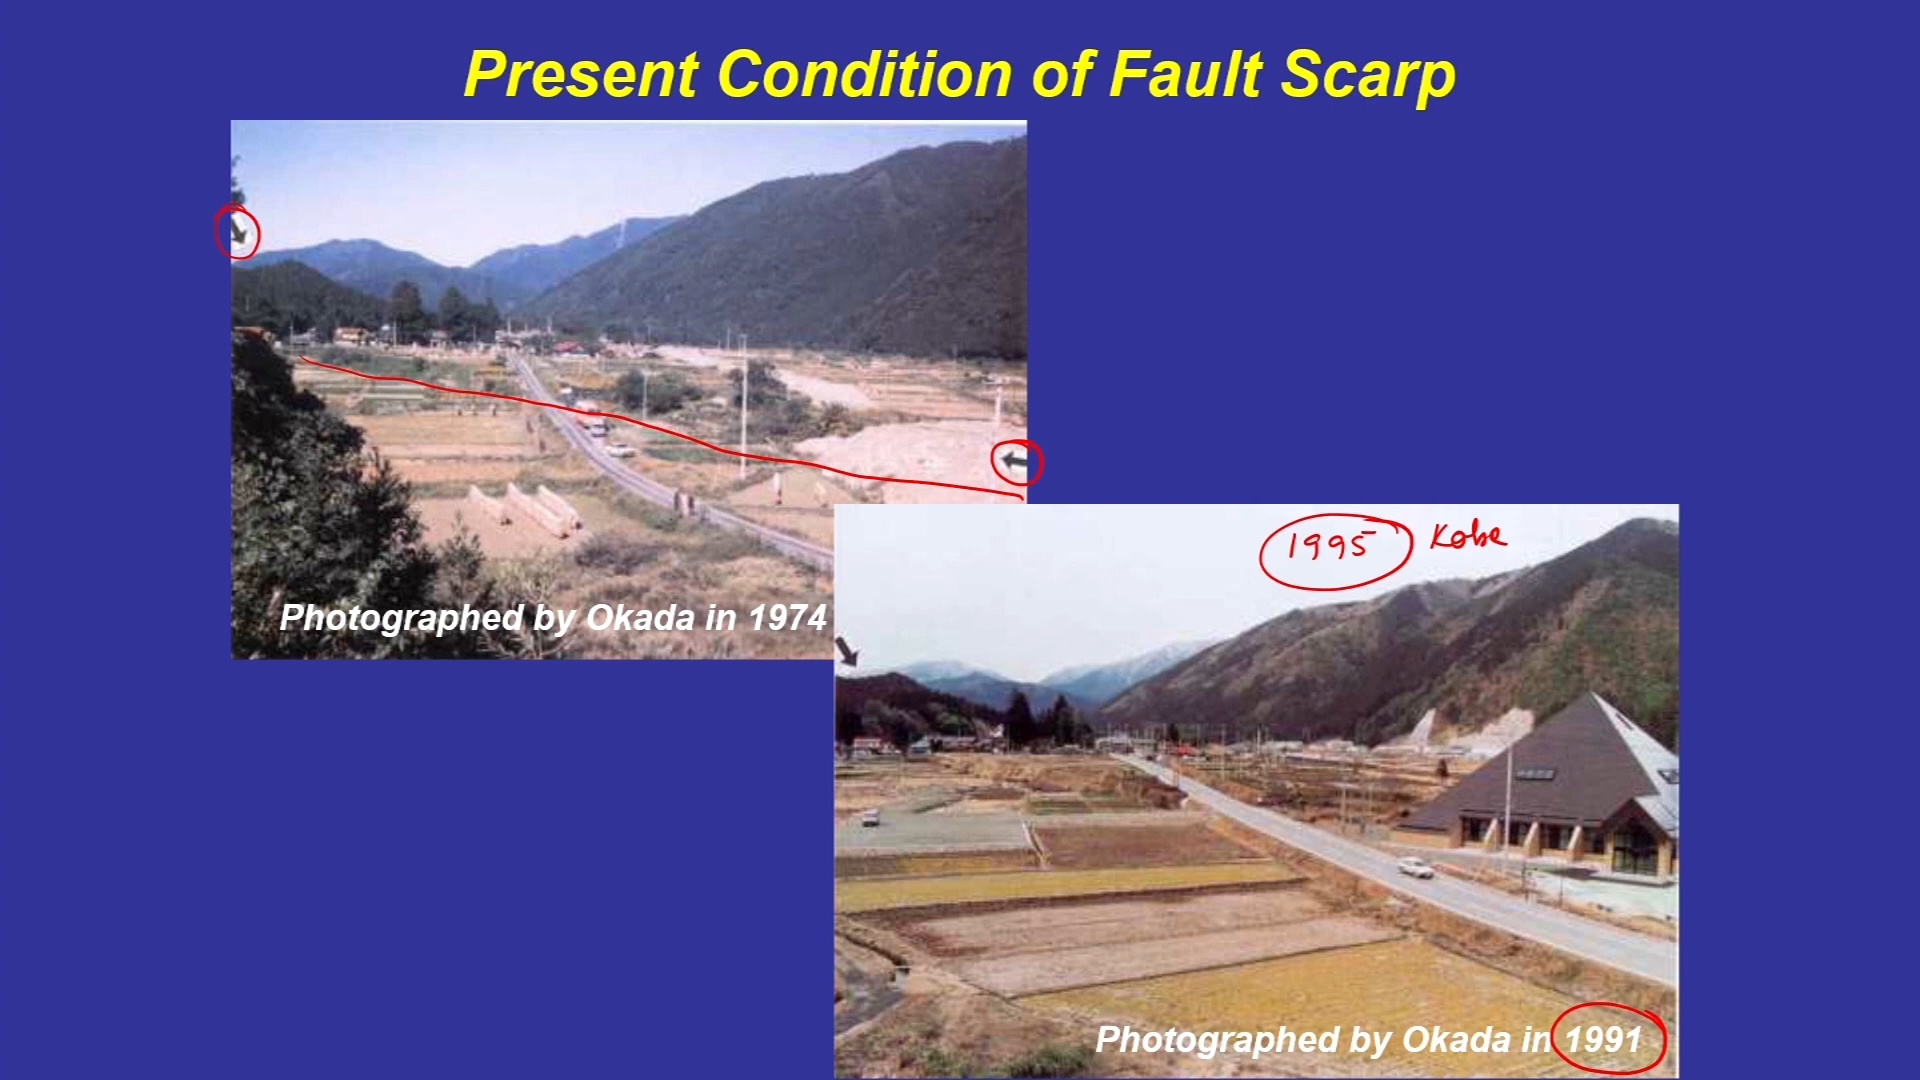 Present Condition of Fault Scarp
Photographed by Okada in 1974
1995 Kobe
Photographed by Okada in 1991